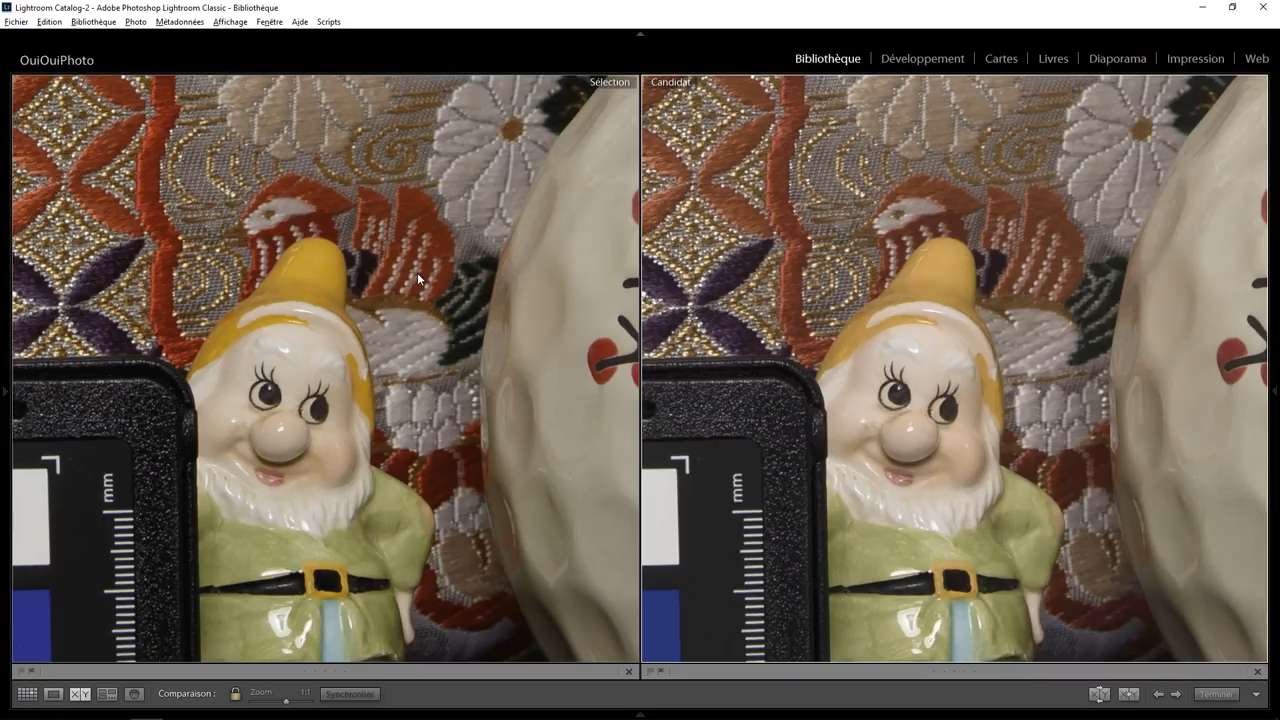 Lightroom Catalog-2 - Adobe Photoshop Lightroom Classic - Bibliothèque
Fichier Edition Bibliothèque Photo Métadonnées Affichage Fenêtre Aide Scripts
OuiOuiPhoto
Bibliothèque | Développement | Cartes | Livres | Diaporama | Impression | Web
Sélection
Candidat
mm
mm
Comparaison : Zoom 1:1 Synchroniser
Terminer